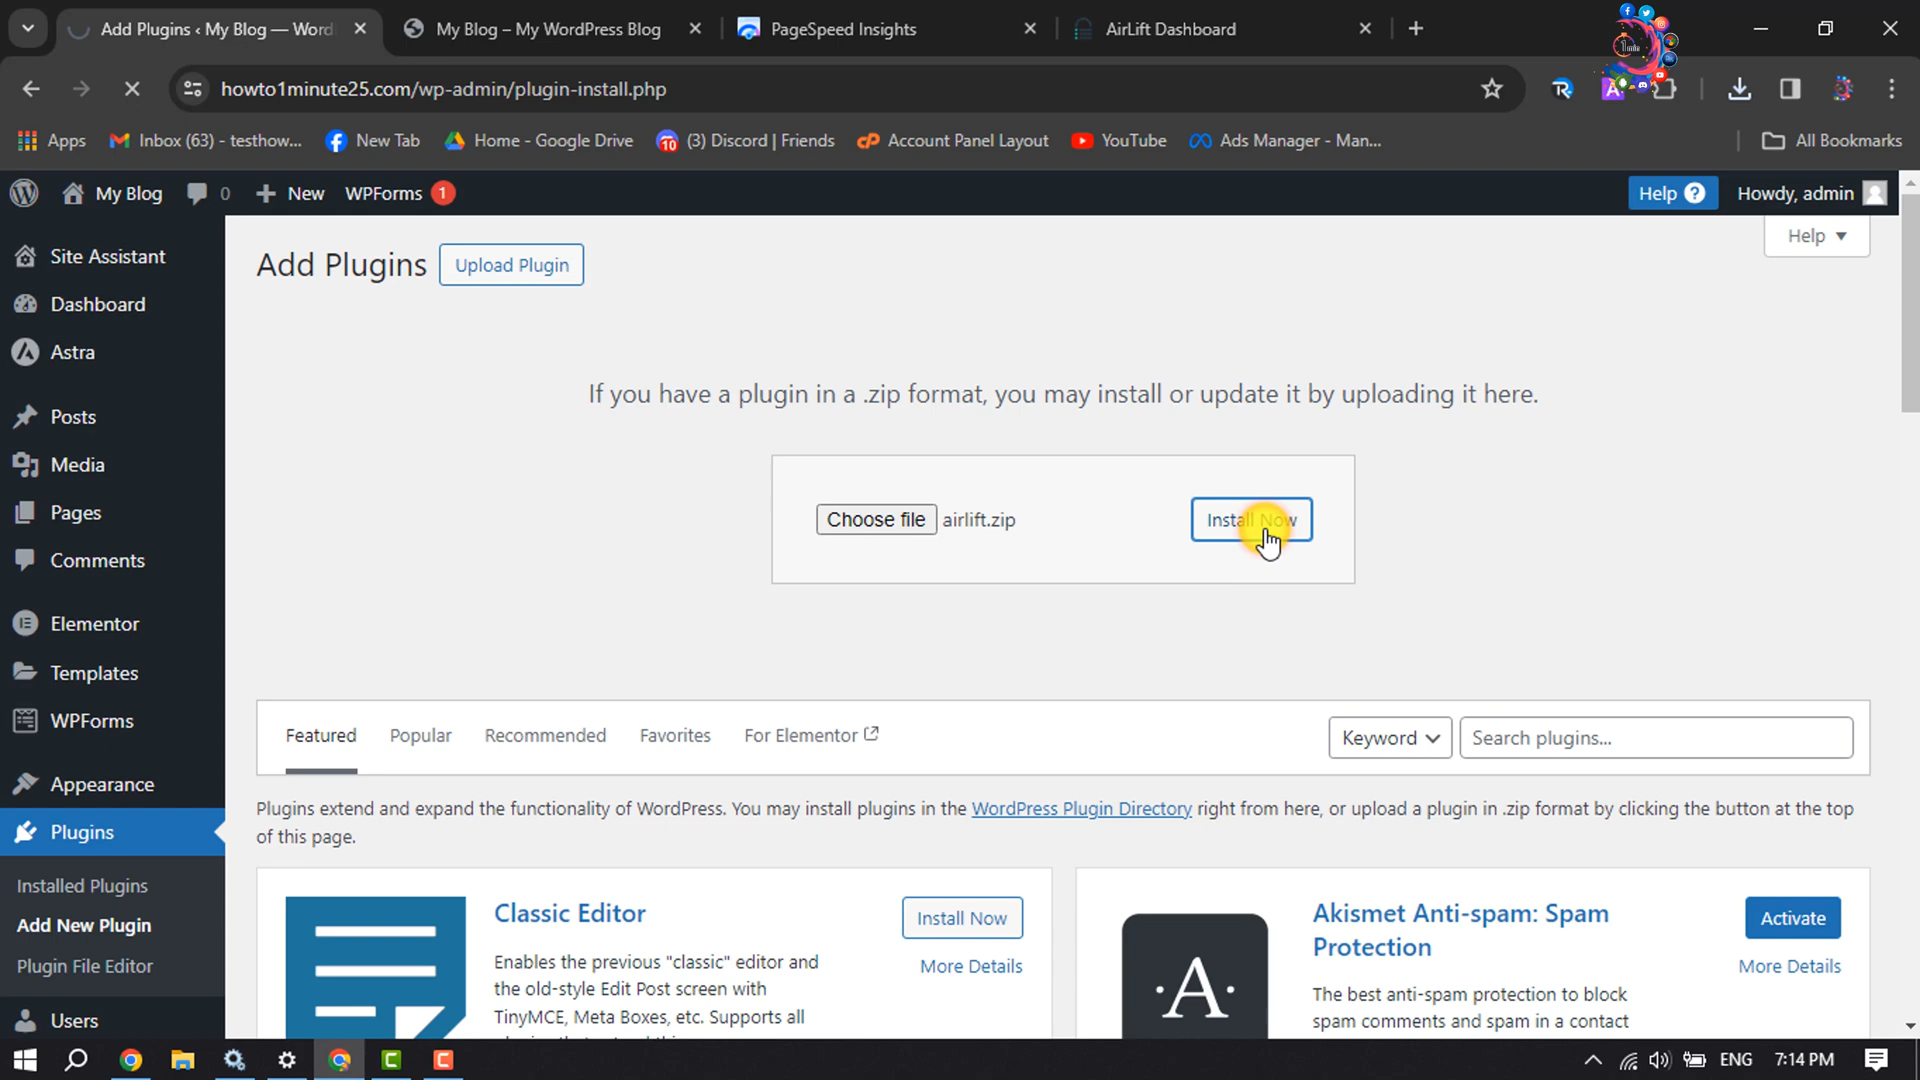 Add Plugins ‹ My Blog — Word
My Blog – My WordPress Blog
PageSpeed Insights
AirLift Dashboard
howto1minute25.com/wp-admin/plugin-install.php
Apps
Inbox (63) - testhow...
New Tab
Home - Google Drive
10
(3) Discord | Friends
Account Panel Layout
YouTube
Ads Manager - Man...
All Bookmarks
My Blog
0
New
WPForms 1
Help
Howdy, admin
Help
Site Assistant
Dashboard
Astra
Posts
Media
Pages
Comments
Elementor
Templates
WPForms
Appearance
Plugins
Installed Plugins
Add New Plugin
Plugin File Editor
Users
Add Plugins
Upload Plugin
If you have a plugin in a .zip format, you may install or update it by uploading it here.
Choose file airlift.zip
Install Now
Featured
Popular
Recommended
Favorites
For Elementor
Keyword
Search plugins...
Plugins extend and expand the functionality of WordPress. You may install plugins in the WordPress Plugin Directory right from here, or upload a plugin in .zip format by clicking the button at the top
of this page.
Classic Editor
Install Now
More Details
Enables the previous "classic" editor and
the old-style Edit Post screen with
TinyMCE, Meta Boxes, etc. Supports all
A
Akismet Anti-spam: Spam
Protection
Activate
More Details
The best anti-spam protection to block
spam comments and spam in a contact
ENG
7:14 PM